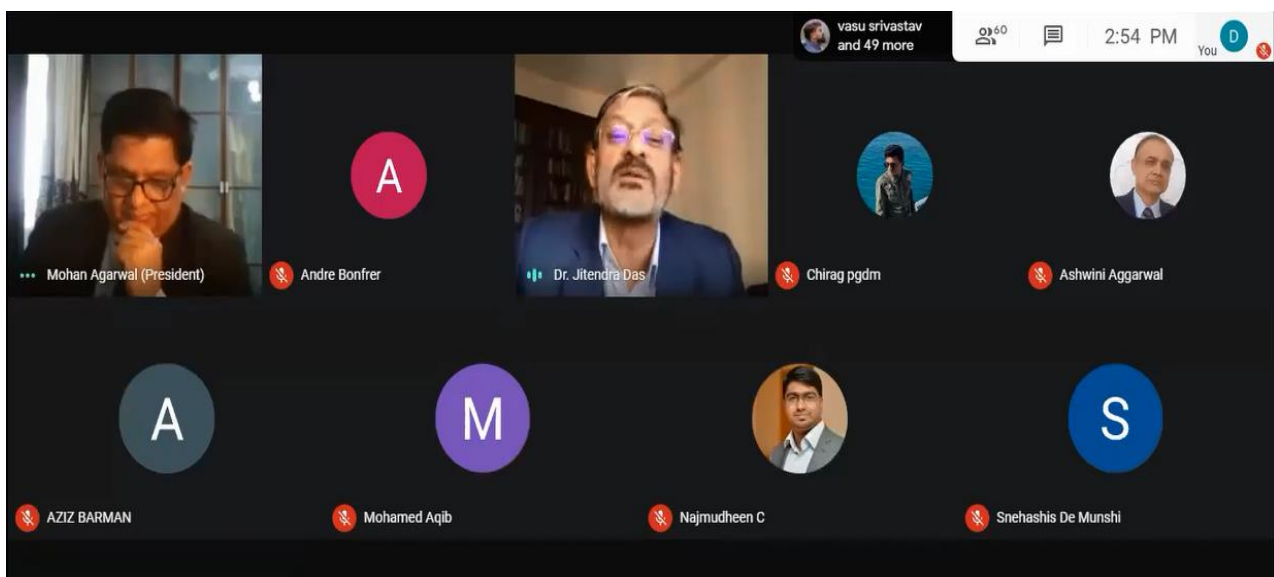 vasu srivastav
and 49 more
60
2:54 PM
You
D
A
Mohan Agarwal (President)
Andre Bonfrer
Dr. Jitendra Das
Chirag pgdm
Ashwini Aggarwal
A
M
S
AZIZ BARMAN
Mohamed Aqib
Najmudheen C
Snehashis De Munshi